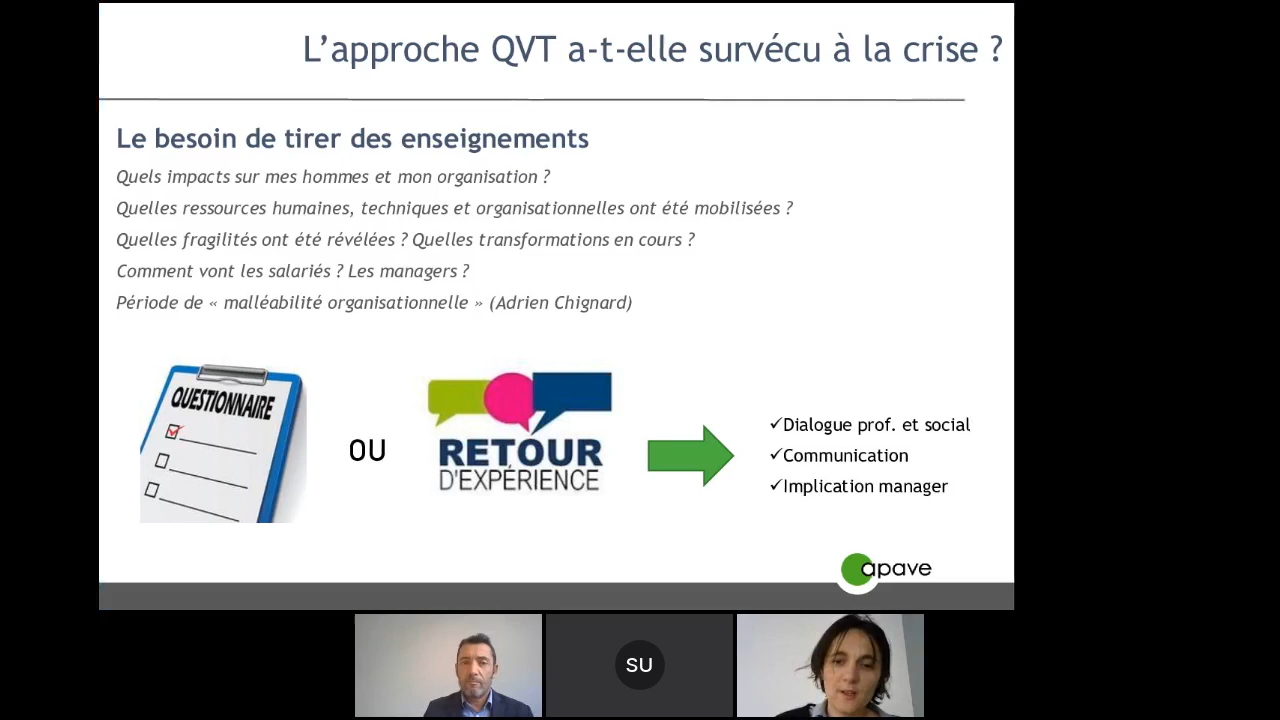 L'approche QVT a-t-elle survécu à la crise ?
Le besoin de tirer des enseignements
Quels impacts sur mes hommes et mon organisation ?
Quelles ressources humaines, techniques et organisationnelles ont été mobilisées ?
Quelles fragilités ont été révélées ? Quelles transformations en cours ?
Comment vont les salariés ? Les managers ?
Période de « malléabilité organisationnelle » (Adrien Chignard)
QUESTIONNAIRE
OU
RETOUR
D'EXPÉRIENCE
✓Dialogue prof. et social
✓Communication
✓Implication manager
apave
SU